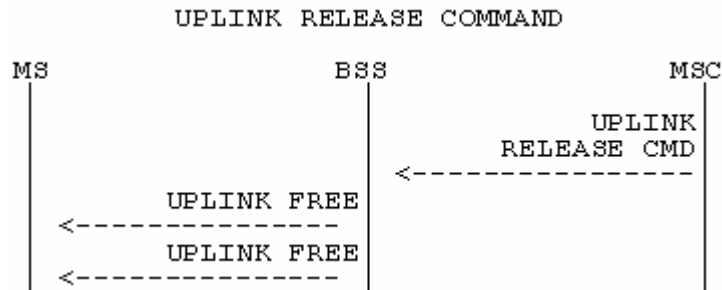 UPLINK RELEASE COMMAND
MS BSS MSC
UPLINK
RELEASE CMD
<----------------
UPLINK FREE
<---------------
UPLINK FREE
<---------------